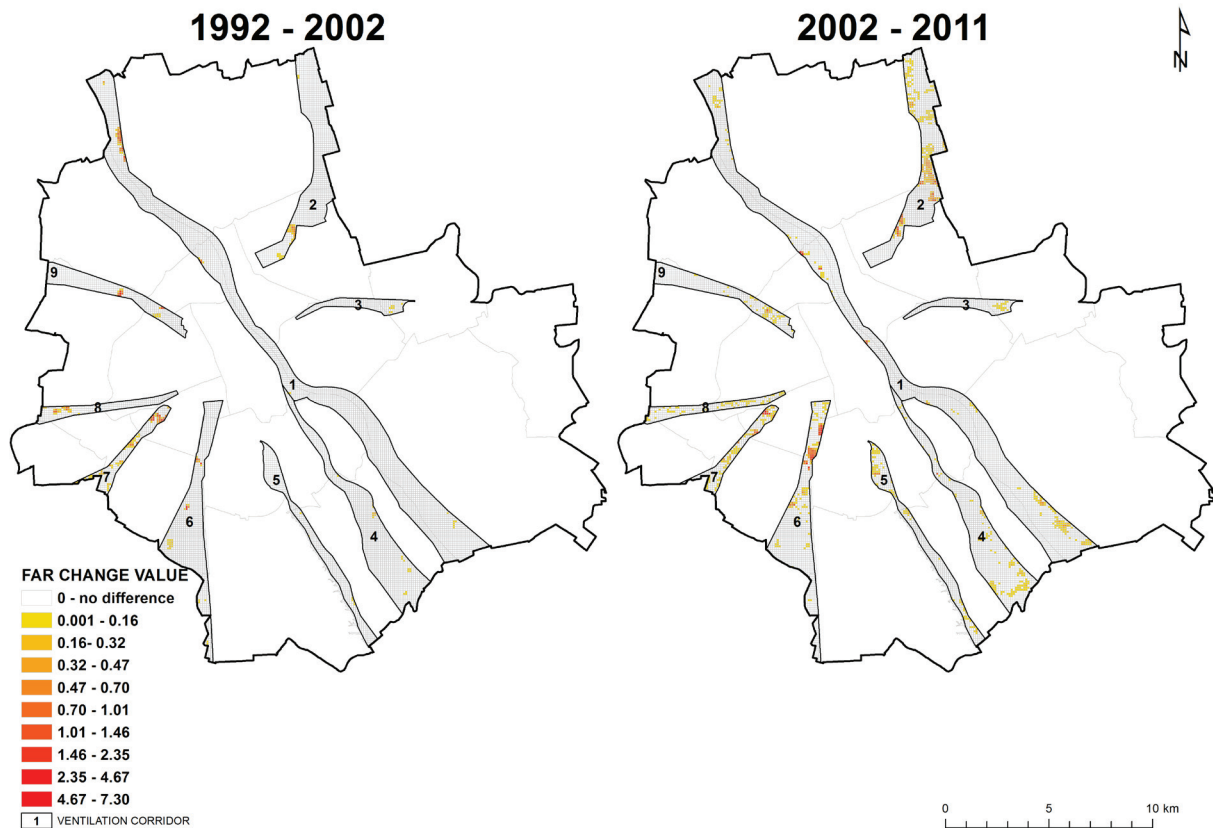 1992 - 2002
2002 - 2011
N
2
9
3
1
8
7
7
5
6
4
2
9
3
1
8
7
7
5
6
4
FAR CHANGE VALUE
0 - no difference
0.001 - 0.16
0.16- 0.32
0.32 - 0.47
0.47 - 0.70
0.70 - 1.01
1.01 - 1.46
1.46 - 2.35
2.35 - 4.67
4.67 - 7.30
1 VENTILATION CORRIDOR
0 5 10 km